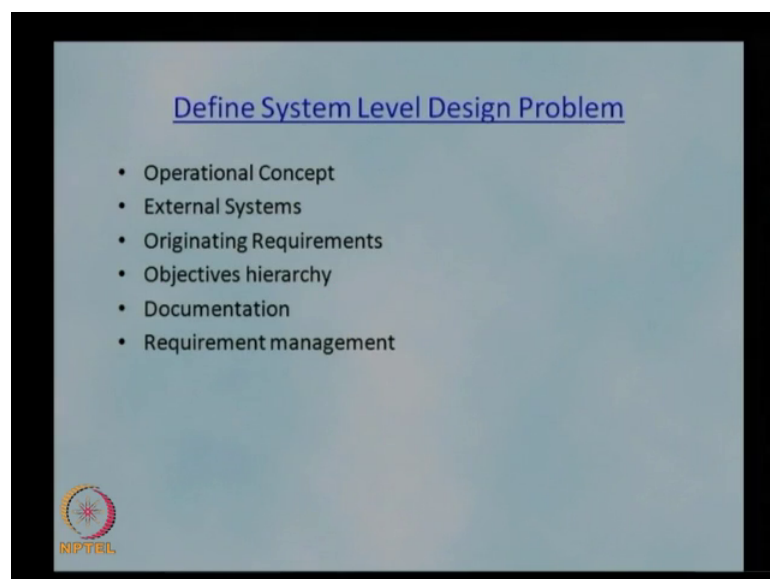 Define System Level Design Problem
• Operational Concept
• External Systems
• Originating Requirements
• Objectives hierarchy
• Documentation
• Requirement management
NPTEL